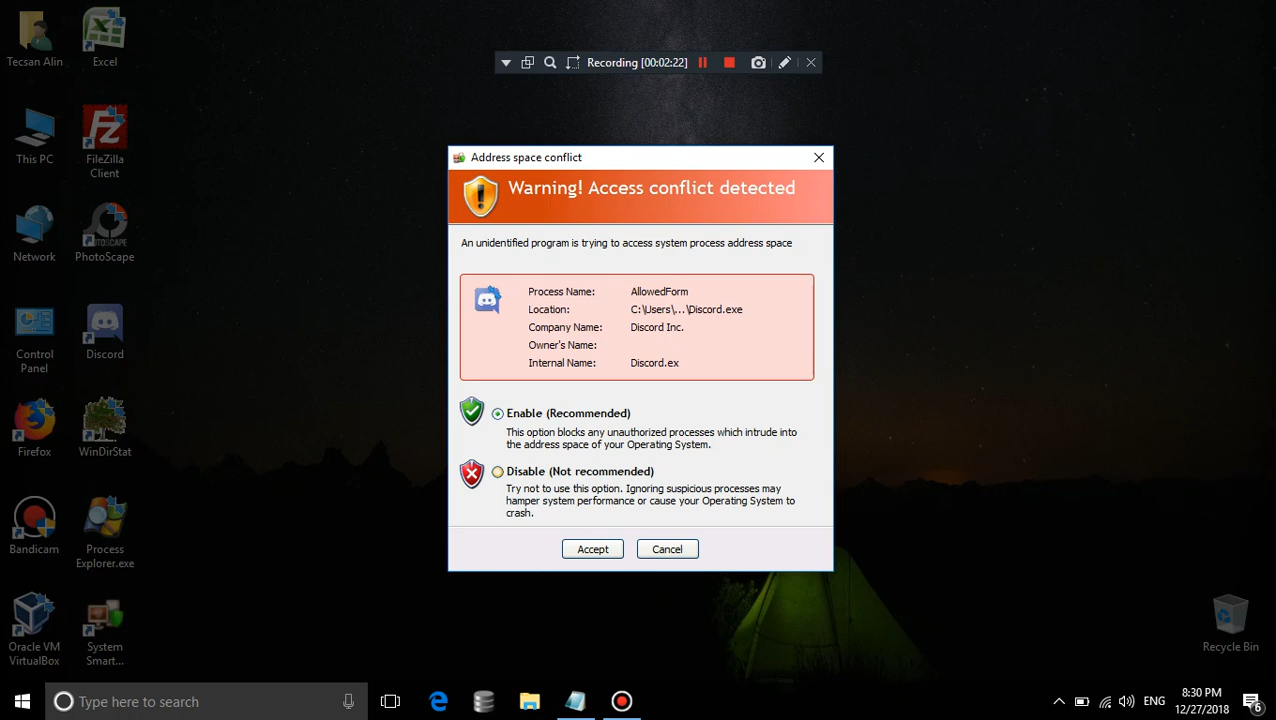 Recording [00:02:22]
Tecsan Alin
Excel
This PC
FileZilla
Client
Network
PHOTOSCAPE
PhotoScape
Control
Panel
Discord
Firefox
WinDirStat
Bandicam
Process
Explorer.exe
Oracle VM
VirtualBox
System
Smart...
Address space conflict
Warning! Access conflict detected
An unidentified program is trying to access system process address space
Process Name: AllowedForm
Location: C:\Users\...\Discord.exe
Company Name: Discord Inc.
Owner's Name:
Internal Name: Discord.ex
Enable (Recommended)
This option blocks any unauthorized processes which intrude into
the address space of your Operating System.
Disable (Not recommended)
Try not to use this option. Ignoring suspicious processes may
hamper system performance or cause your Operating System to
crash.
Accept Cancel
Recycle Bin
Type here to search
ENG
8:30 PM
12/27/2018
6